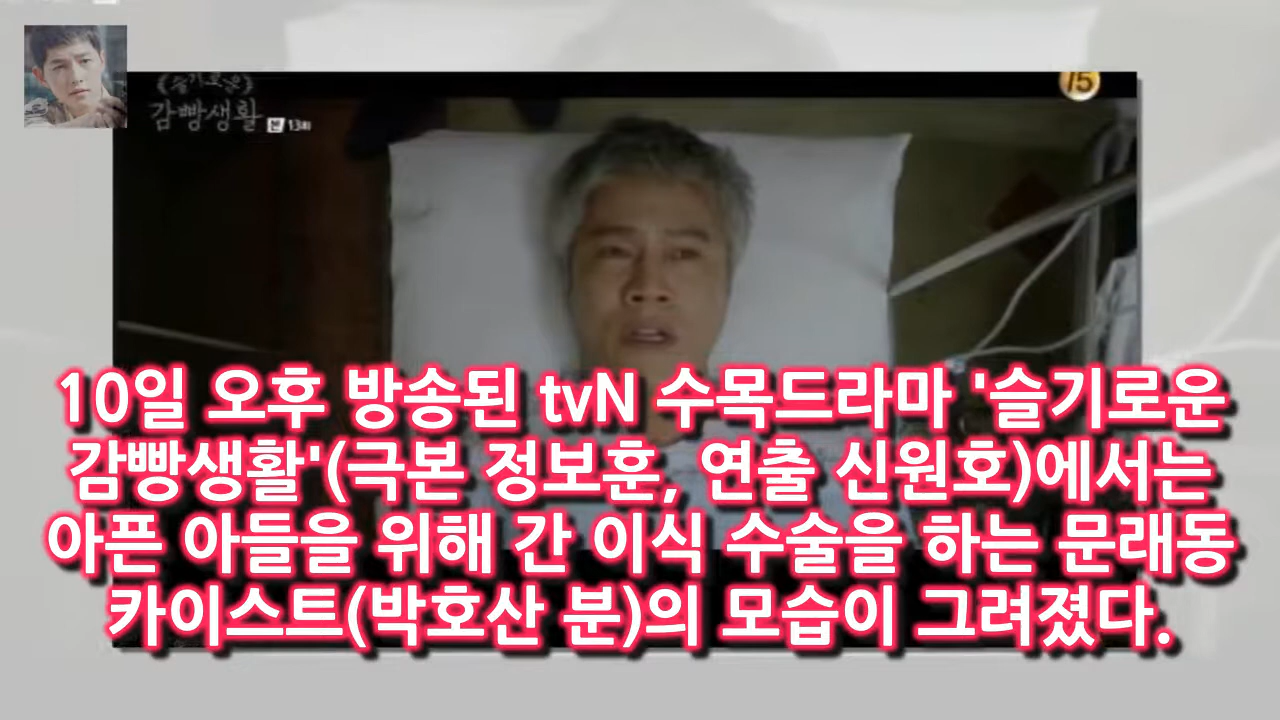 《슬기로운》
감빵생활 본 13회
15
10일 오후 방송된 tvN 수목드라마 '슬기로운
감빵생활'(극본 정보훈, 연출 신원호)에서는
아픈 아들을 위해 간 이식 수술을 하는 문래동
카이스트(박호산 분)의 모습이 그려졌다.